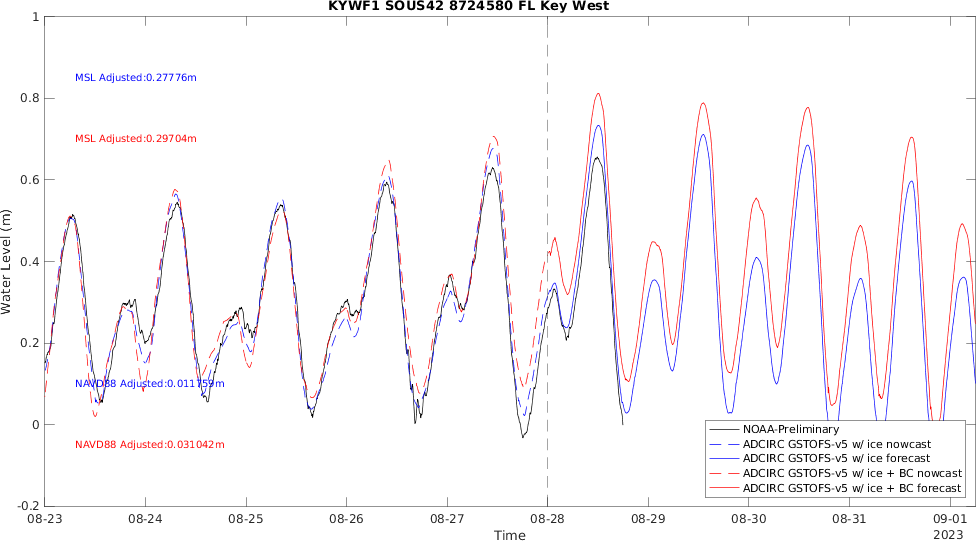 KYWF1 SOUS42 8724580 FL Key West
1
0.8
0.6
0.4
0.2
0
-0.2
Water Level (m)
MSL Adjusted:0.27776m
MSL Adjusted:0.29704m
NAVD88 Adjusted:0.011759m
NAVD88 Adjusted:0.031042m
NOAA-Preliminary
ADCIRC GSTOFS-v5 w/ ice nowcast
ADCIRC GSTOFS-v5 w/ ice forecast
ADCIRC GSTOFS-v5 w/ ice + BC nowcast
ADCIRC GSTOFS-v5 w/ ice + BC forecast
08-23 08-24 08-25 08-26 08-27 08-28 08-29 08-30 08-31 09-01
2023
Time